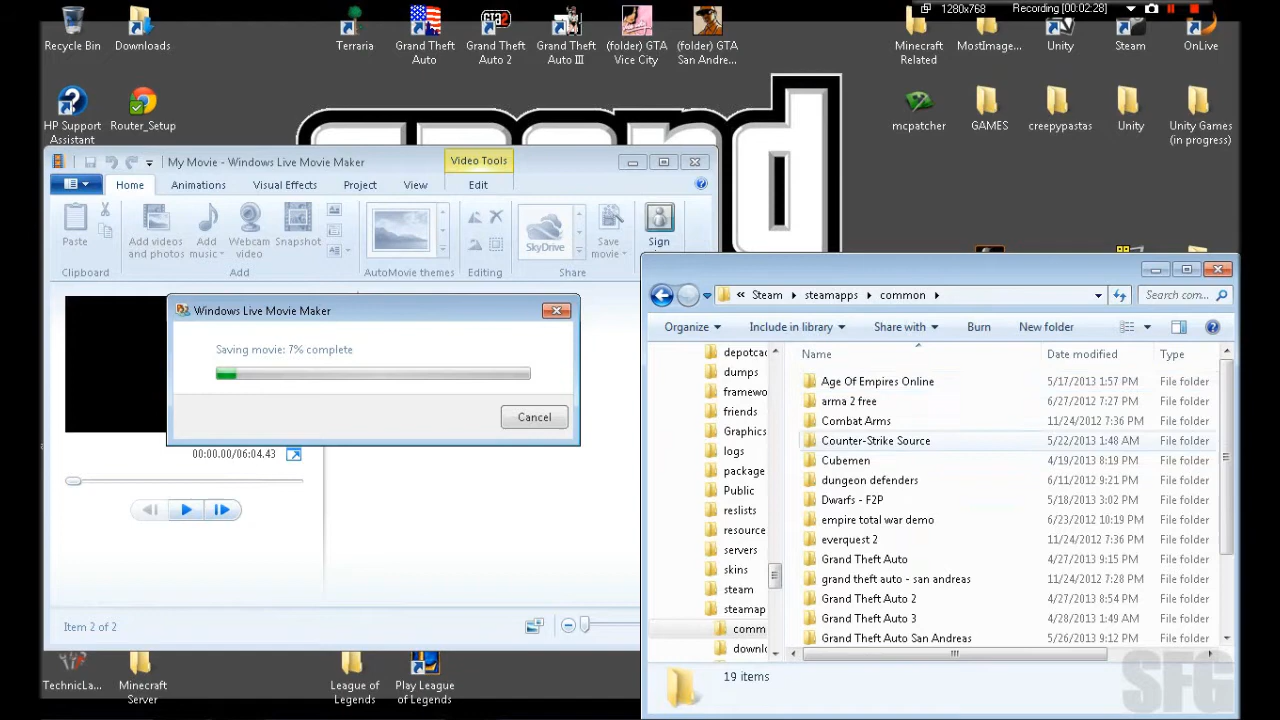 1280x768
Recording [00:02:28]
Recycle Bin
Downloads
Terraria
Grand Theft
Auto
Grand Theft
Auto 2
Grand Theft
Auto III
(folder) GTA
Vice City
(folder) GTA
San Andre...
Minecraft
Related
MostImage...
Unity
Steam
OnLive
HP Support
Assistant
Router_Setup
mcpatcher
GAMES
creepypastas
Unity
Unity Games
(in progress)
My Movie - Windows Live Movie Maker
Video Tools
Home
Animations
Visual Effects
Project
View
Edit
Paste
Add videos
and photos
Add
music
Webcam
video
Snapshot
SkyDrive
Save
movie
Sign
Clipboard
Add
AutoMovie themes
Editing
Share
Windows Live Movie Maker
Saving movie: 7% complete
Cancel
00:00.00/06:04.43
Item 2 of 2
« Steam
steamapps
common
Search com...
Organize
Include in library
Share with
Burn
New folder
Name
Date modified
Type
depotcac
dumps
framewo
friends
Graphics
logs
package
Public
reslists
resource
servers
skins
steam
steamap
comm
downlo
Age Of Empires Online 5/17/2013 1:57 PM File folder
arma 2 free 6/27/2012 7:27 PM File folder
Combat Arms 11/24/2012 7:36 PM File folder
Counter-Strike Source 5/22/2013 1:48 AM File folder
Cubemen 4/19/2013 8:19 PM File folder
dungeon defenders 6/11/2012 9:21 PM File folder
Dwarfs - F2P 5/18/2013 3:02 PM File folder
empire total war demo 6/23/2012 10:19 PM File folder
everquest 2 11/24/2012 7:36 PM File folder
Grand Theft Auto 4/27/2013 9:15 PM File folder
grand theft auto - san andreas 11/24/2012 7:28 PM File folder
Grand Theft Auto 2 4/27/2013 8:54 PM File folder
Grand Theft Auto 3 4/28/2013 1:49 AM File folder
Grand Theft Auto San Andreas 5/26/2013 9:12 PM File folder
19 items
TechnicLa...
Minecraft
Server
League of
Legends
Play League
of Legends
SFG